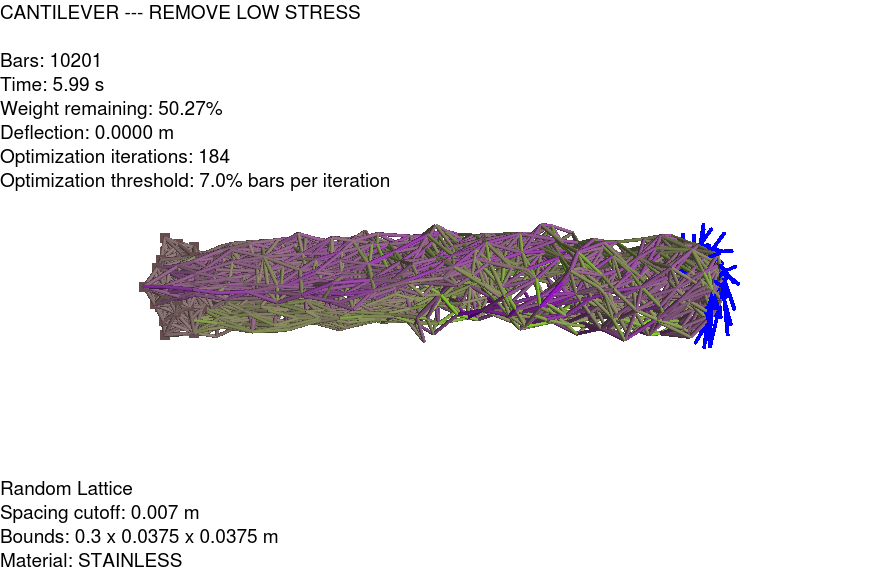 CANTILEVER --- REMOVE LOW STRESS
Bars: 10201
Time: 5.99 s
Weight remaining: 50.27%
Deflection: 0.0000 m
Optimization iterations: 184
Optimization threshold: 7.0% bars per iteration
Random Lattice
Spacing cutoff: 0.007 m
Bounds: 0.3 x 0.0375 x 0.0375 m
Material: STAINLESS